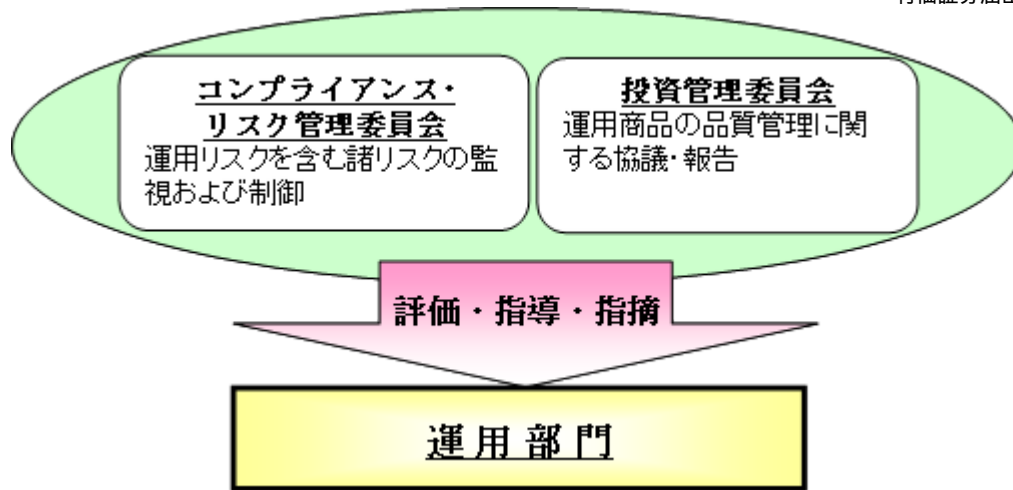 コンプライアンス・
リスク管理委員会
運用リスクを含む諸リスクの監
視および制御
投資管理委員会
運用商品の品質管理に関
する協議・報告
評価・指導・指摘
運用部門